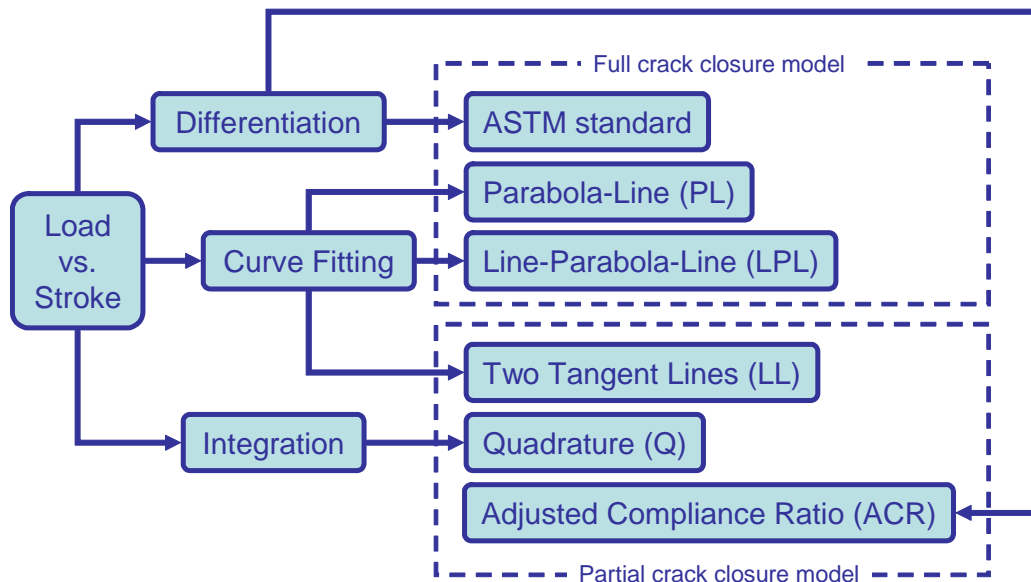 Full crack closure model
Differentiation
ASTM standard
Parabola-Line (PL)
Load
vs.
Stroke
Curve Fitting
Line-Parabola-Line (LPL)
Two Tangent Lines (LL)
Integration
Quadrature (Q)
Adjusted Compliance Ratio (ACR)
Partial crack closure model